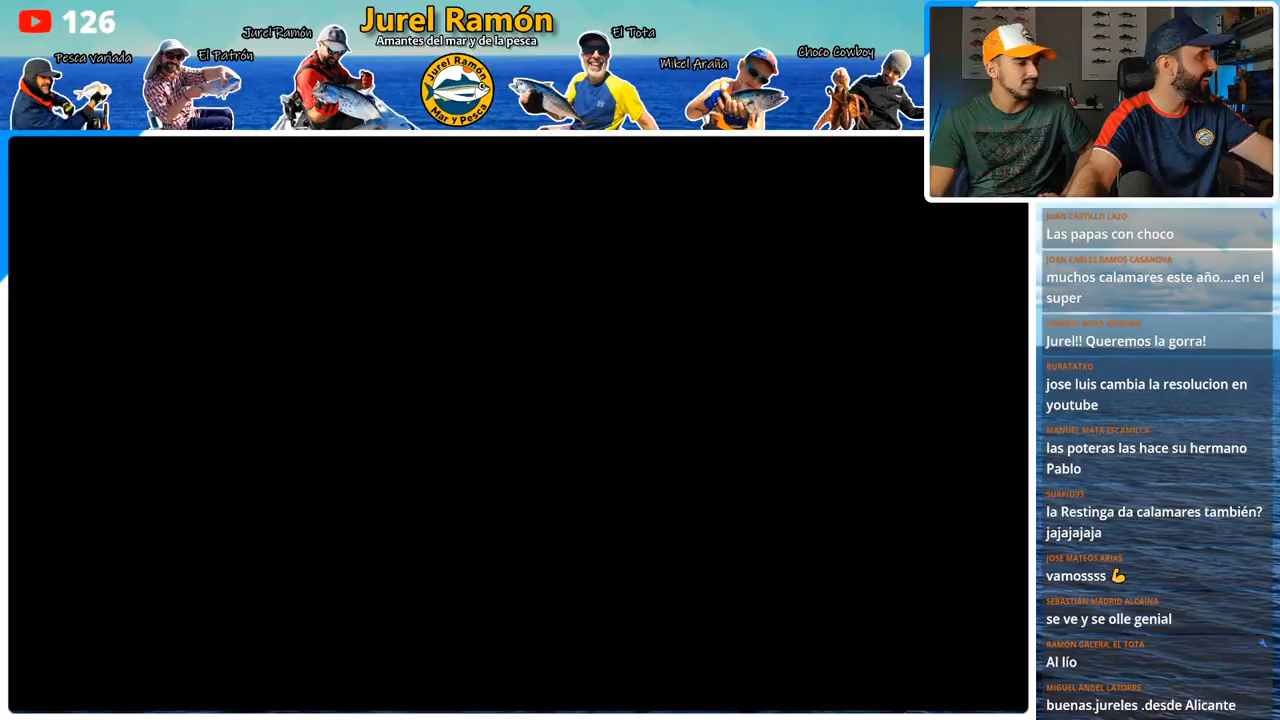 126
Jurel Ramón
Amantes del mar y de la pesca
Pesca variada
El Patrón
Jurel Ramón
Jurel Ramón
Mar y Pesca
El Tota
Mikel Araña
Choco Cowboy
JUAN CASTILLO LAZO
Las papas con choco
JOAN CARLES RAMOS CASANOVA
muchos calamares este año....en el
super
Jurel!! Queremos la gorra!
BURATATXO
jose luis cambia la resolucion en
youtube
MANUEL MATA ESCAMILLA
las poteras las hace su hermano
Pablo
SURPIO93
la Restinga da calamares también?
jajajajaja
JOSE MATEOS ARIAS
vamossss 💪
SEBASTIÁN MADRID ALCAINA
se ve y se olle genial
RAMÓN GALERA, EL TOTA
Al lío
MIGUEL ANGEL LATORRE
buenas.jureles .desde Alicante